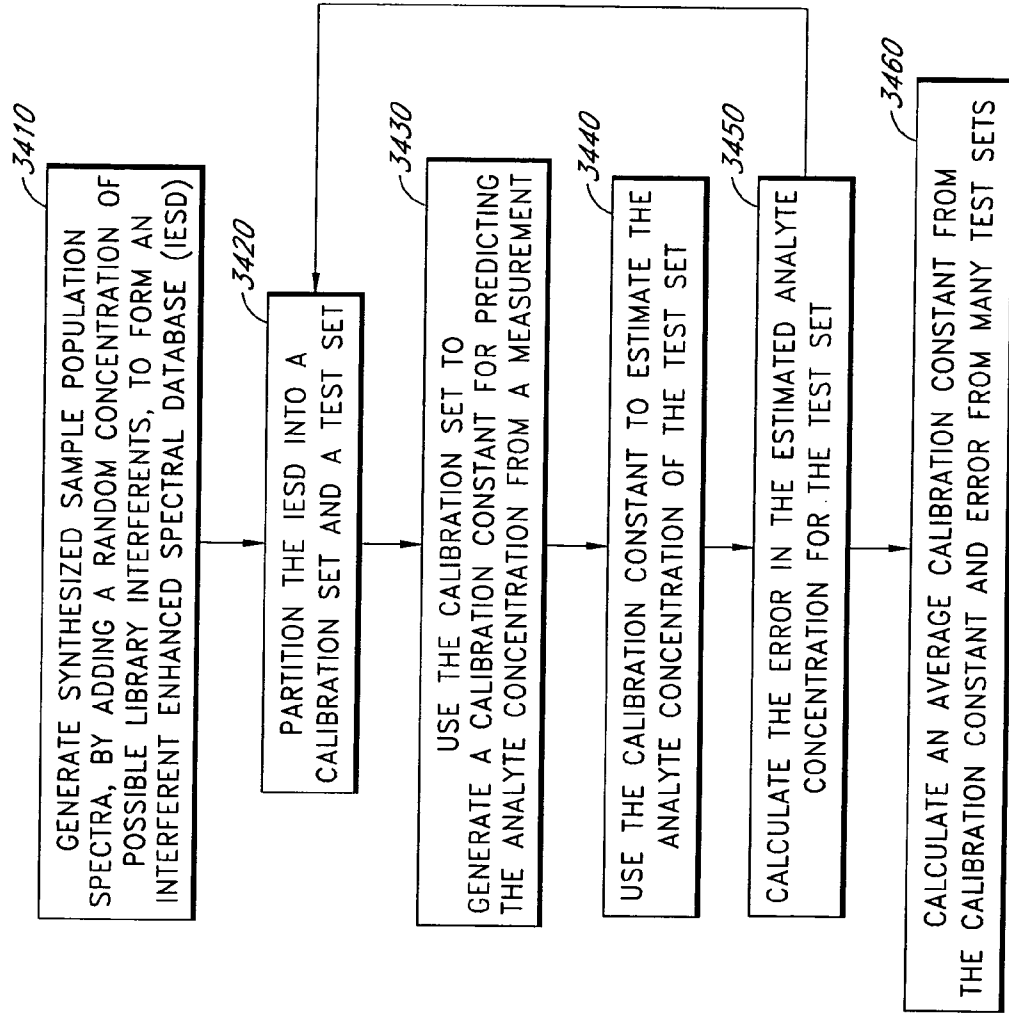 3410
GENERATE SYNTHESIZED SAMPLE POPULATION
SPECTRA, BY ADDING A RANDOM CONCENTRATION OF
POSSIBLE LIBRARY INTERFERENTS, TO FORM AN
INTERFERENT ENHANCED SPECTRAL DATABASE (IESD)
3420
PARTITION THE IESD INTO A
CALIBRATION SET AND A TEST SET
3430
USE THE CALIBRATION SET TO
GENERATE A CALIBRATION CONSTANT FOR PREDICTING
THE ANALYTE CONCENTRATION FROM A MEASUREMENT
3440
USE THE CALIBRATION CONSTANT TO ESTIMATE THE
ANALYTE CONCENTRATION OF THE TEST SET
3450
CALCULATE THE ERROR IN THE ESTIMATED ANALYTE
CONCENTRATION FOR THE TEST SET
3460
CALCULATE AN AVERAGE CALIBRATION CONSTANT FROM
THE CALIBRATION CONSTANT AND ERROR FROM MANY TEST SETS